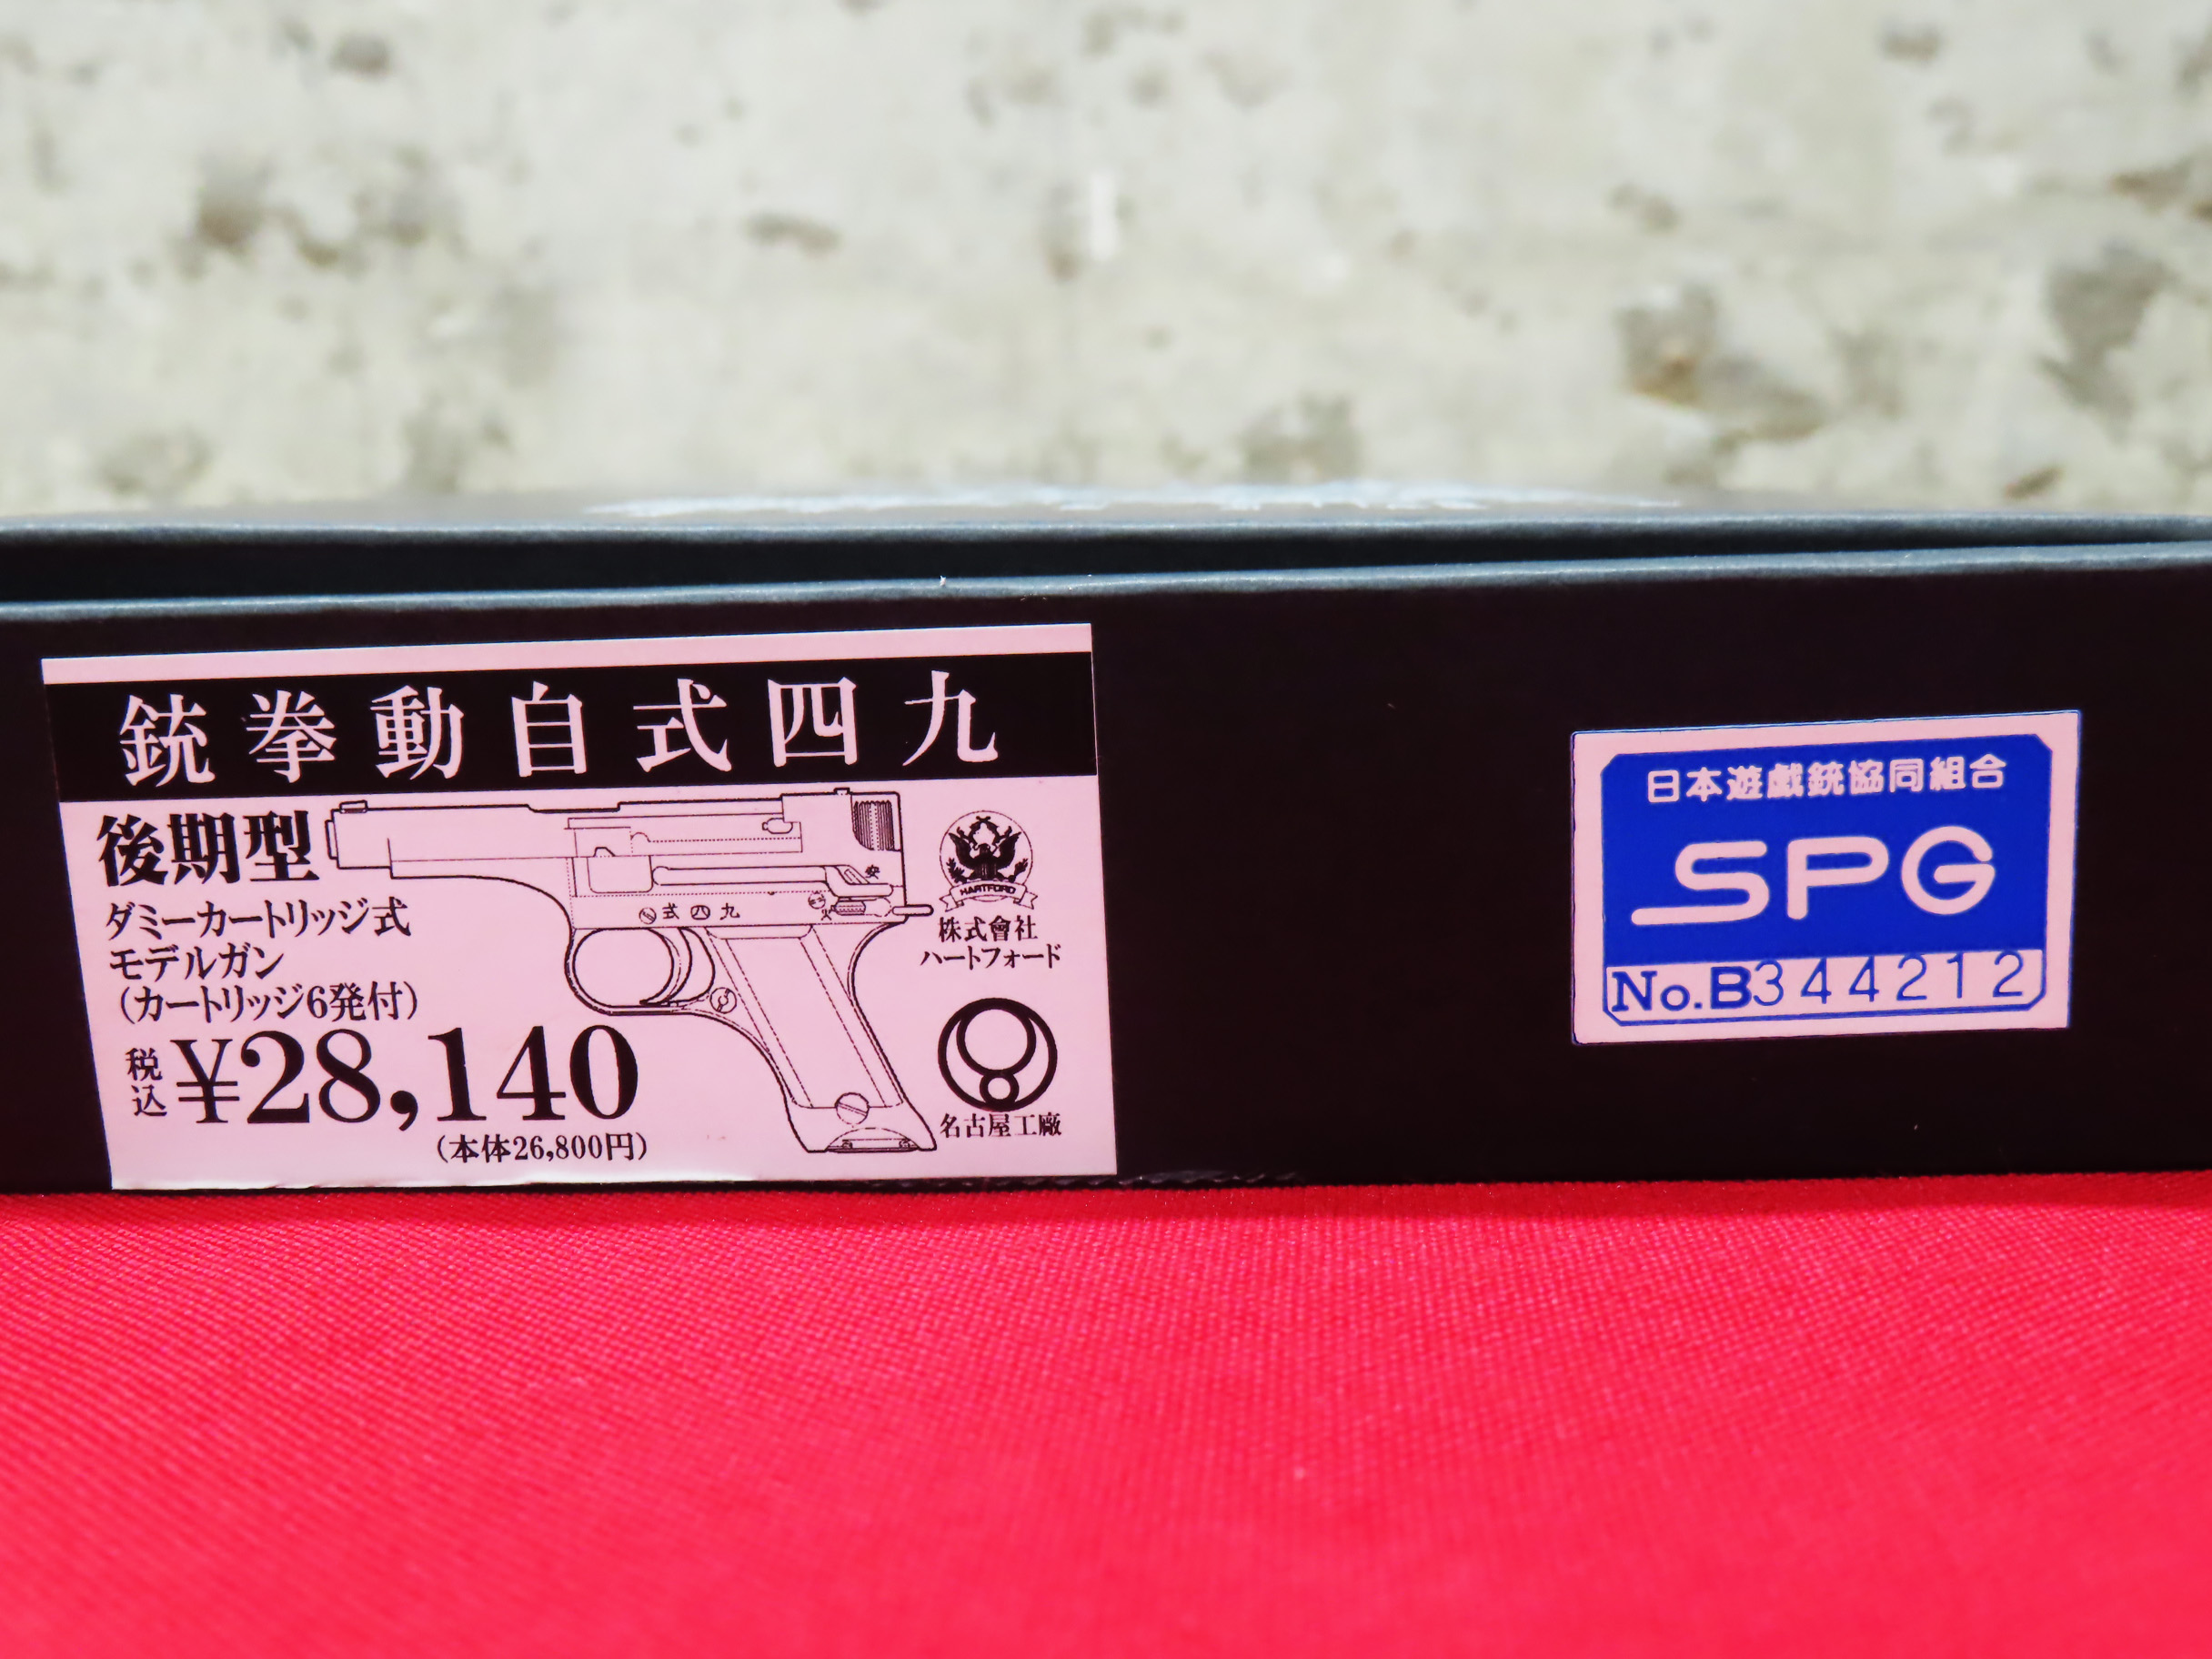 銃拳動自式四九
後期型
ダミーカートリッジ式
モデルガン
(カートリッジ6発付)
税込 ¥28,140
(本体26,800円)
安
火
式四九
HARTFORD
株式會社
ハートフォード
名古屋工廠
日本遊戯銃協同組合
SPG
No.B344212